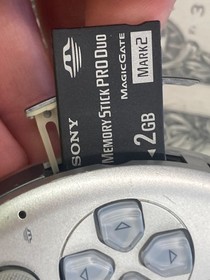 SONY
MEMORY STICK PRO DUO
MAGICGATE
MARK2
2GB